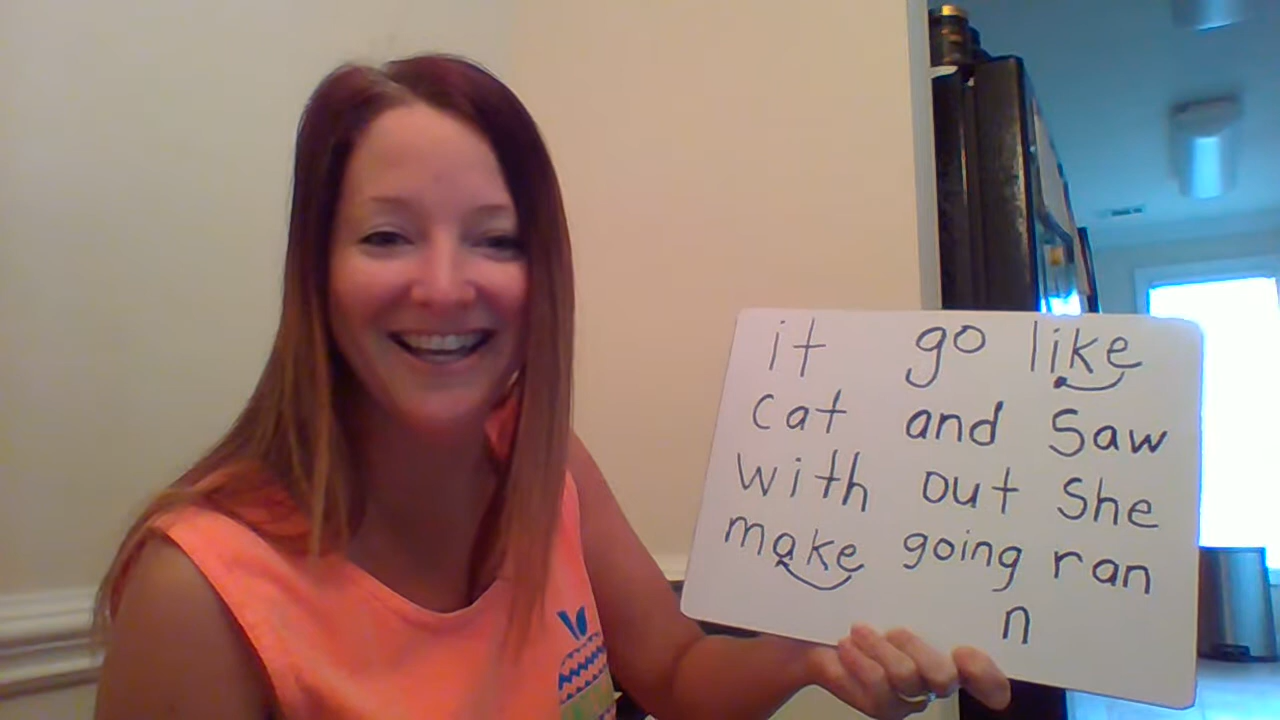 it go like
cat and Saw
with out She
make going ran
n